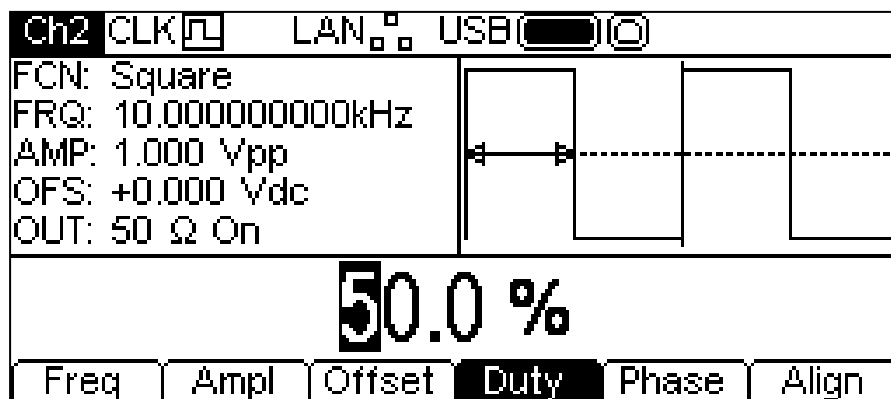 Ch2 CLK LAN USB
FCN: Square
FRQ: 10.000000000kHz
AMP: 1.000 Vpp
OFS: +0.000 Vdc
OUT: 50 Ω On
50.0 %
Freq Ampl Offset Duty Phase Align